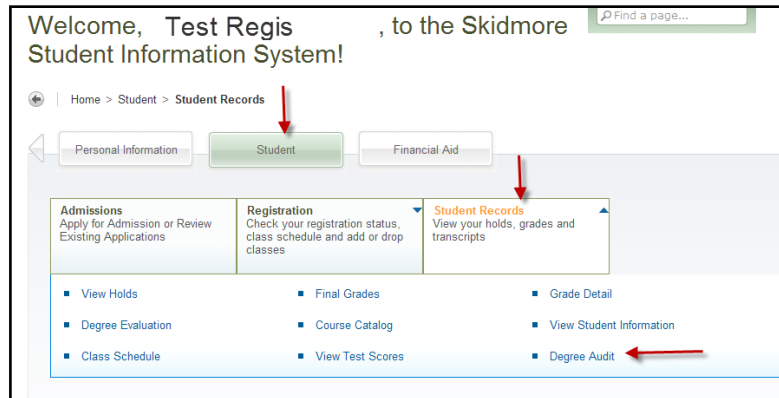 Welcome, Test Regis , to the Skidmore
Student Information System!
Find a page...
Home > Student > Student Records
Personal Information
Student
Financial Aid
Admissions
Apply for Admission or Review
Existing Applications
Registration
Check your registration status,
class schedule and add or drop
classes
Student Records
View your holds, grades and
transcripts
View Holds
Final Grades
Grade Detail
Degree Evaluation
Course Catalog
View Student Information
Class Schedule
View Test Scores
Degree Audit